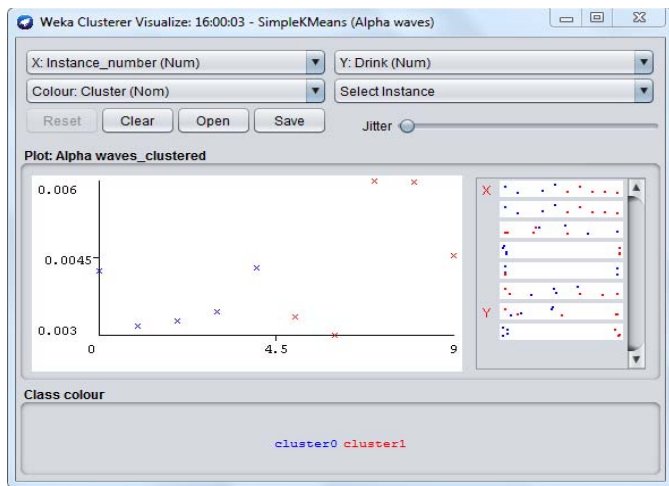 Weka Clusterer Visualize: 16:00:03 - SimpleKMeans (Alpha waves)
X: Instance_number (Num) Y: Drink (Num)
Colour: Cluster (Nom) Select Instance
Reset Clear Open Save Jitter
Plot: Alpha waves_clustered
0.006
0.0045
0.003
0 4.5 9
X
Y
Class colour
cluster0 cluster1